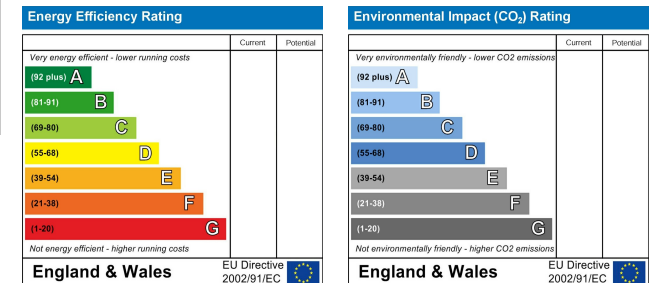 Energy Efficiency Rating
Current Potential
Very energy efficient - lower running costs
(92 plus) A
(81-91) B
(69-80) C
(55-68) D
(39-54) E
(21-38) F
(1-20) G
Not energy efficient - higher running costs
England & Wales
EU Directive
2002/91/EC
Environmental Impact (CO₂) Rating
Current Potential
Very environmentally friendly - lower CO2 emissions
(92 plus) A
(81-91) B
(69-80) C
(55-68) D
(39-54) E
(21-38) F
(1-20) G
Not environmentally friendly - higher CO2 emissions
England & Wales
EU Directive
2002/91/EC